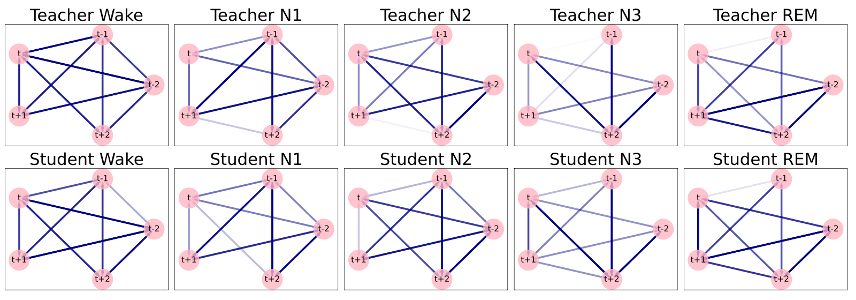 Teacher Wake Teacher N1 Teacher N2 Teacher N3 Teacher REM
t-1 t-1 t-1 t-1 t-1
t t t t t
t-2 t-2 t-2 t-2 t-2
t+1 t+1 t+1 t+1 t+1
t+2 t+2 t+2 t+2 t+2
Student Wake Student N1 Student N2 Student N3 Student REM
t-1 t-1 t-1 t-1 t-1
t t t t t
t-2 t-2 t-2 t-2 t-2
t+1 t+1 t+1 t+1 t+1
t+2 t+2 t+2 t+2 t+2